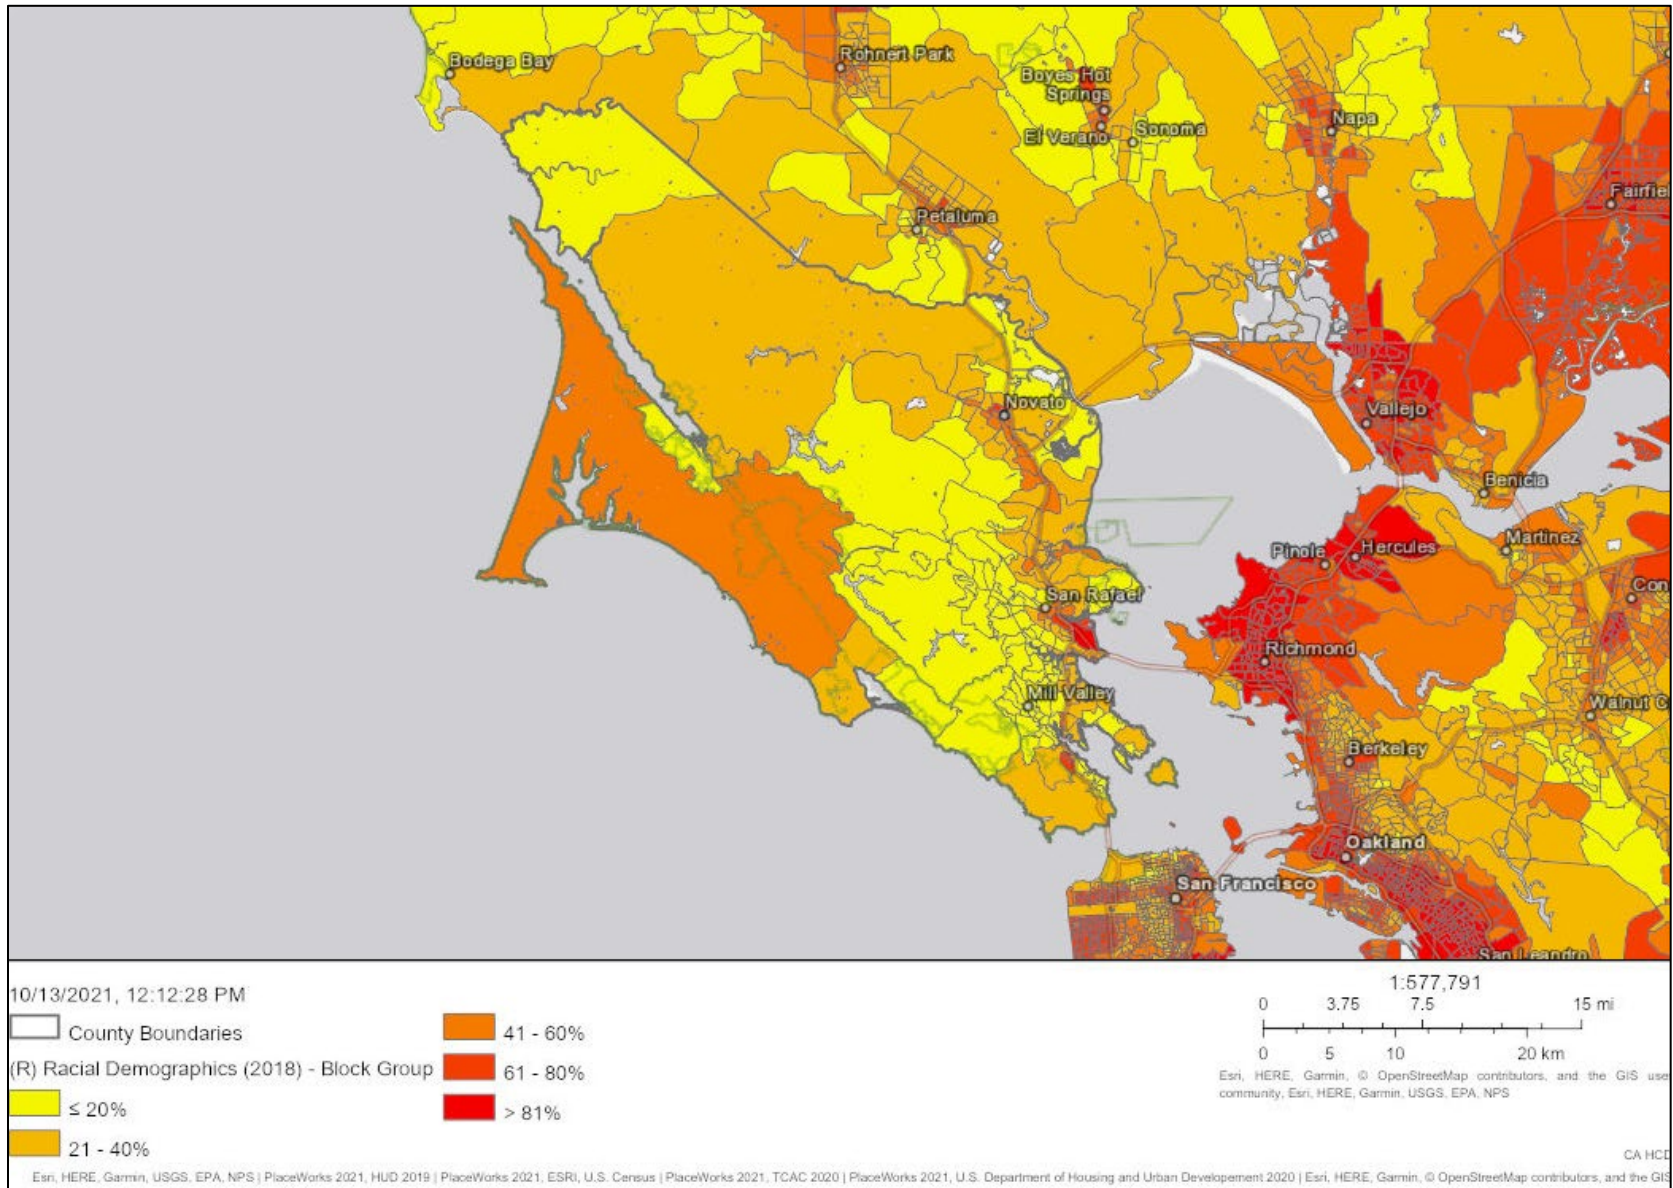 Bodega Bay
Rohnert Park
Boyes Hot
Springs
El Verano
Sonoma
Napa
Fairfie
Petaluma
Novato
Vallejo
Benicia
Martinez
Pinole
Hercules
Con
San Rafael
Richmond
Mill Valley
Walnut C
Berkeley
Oakland
San Francisco
San Leandro
10/13/2021, 12:12:28 PM
County Boundaries
(R) Racial Demographics (2018) - Block Group
≤ 20%
21 - 40%
41 - 60%
61 - 80%
> 81%
1:577,791
0 3.75 7.5 15 mi
0 5 10 20 km
Esri, HERE, Garmin, © OpenStreetMap contributors, and the GIS use
community, Esri, HERE, Garmin, USGS, EPA, NPS
CA HCD
Esri, HERE, Garmin, USGS, EPA, NPS | PlaceWorks 2021, HUD 2019 | PlaceWorks 2021, ESRI, U.S. Census | PlaceWorks 2021, TCAC 2020 | PlaceWorks 2021, U.S. Department of Housing and Urban Developement 2020 | Esri, HERE, Garmin, © OpenStreetMap contributors, and the GIS